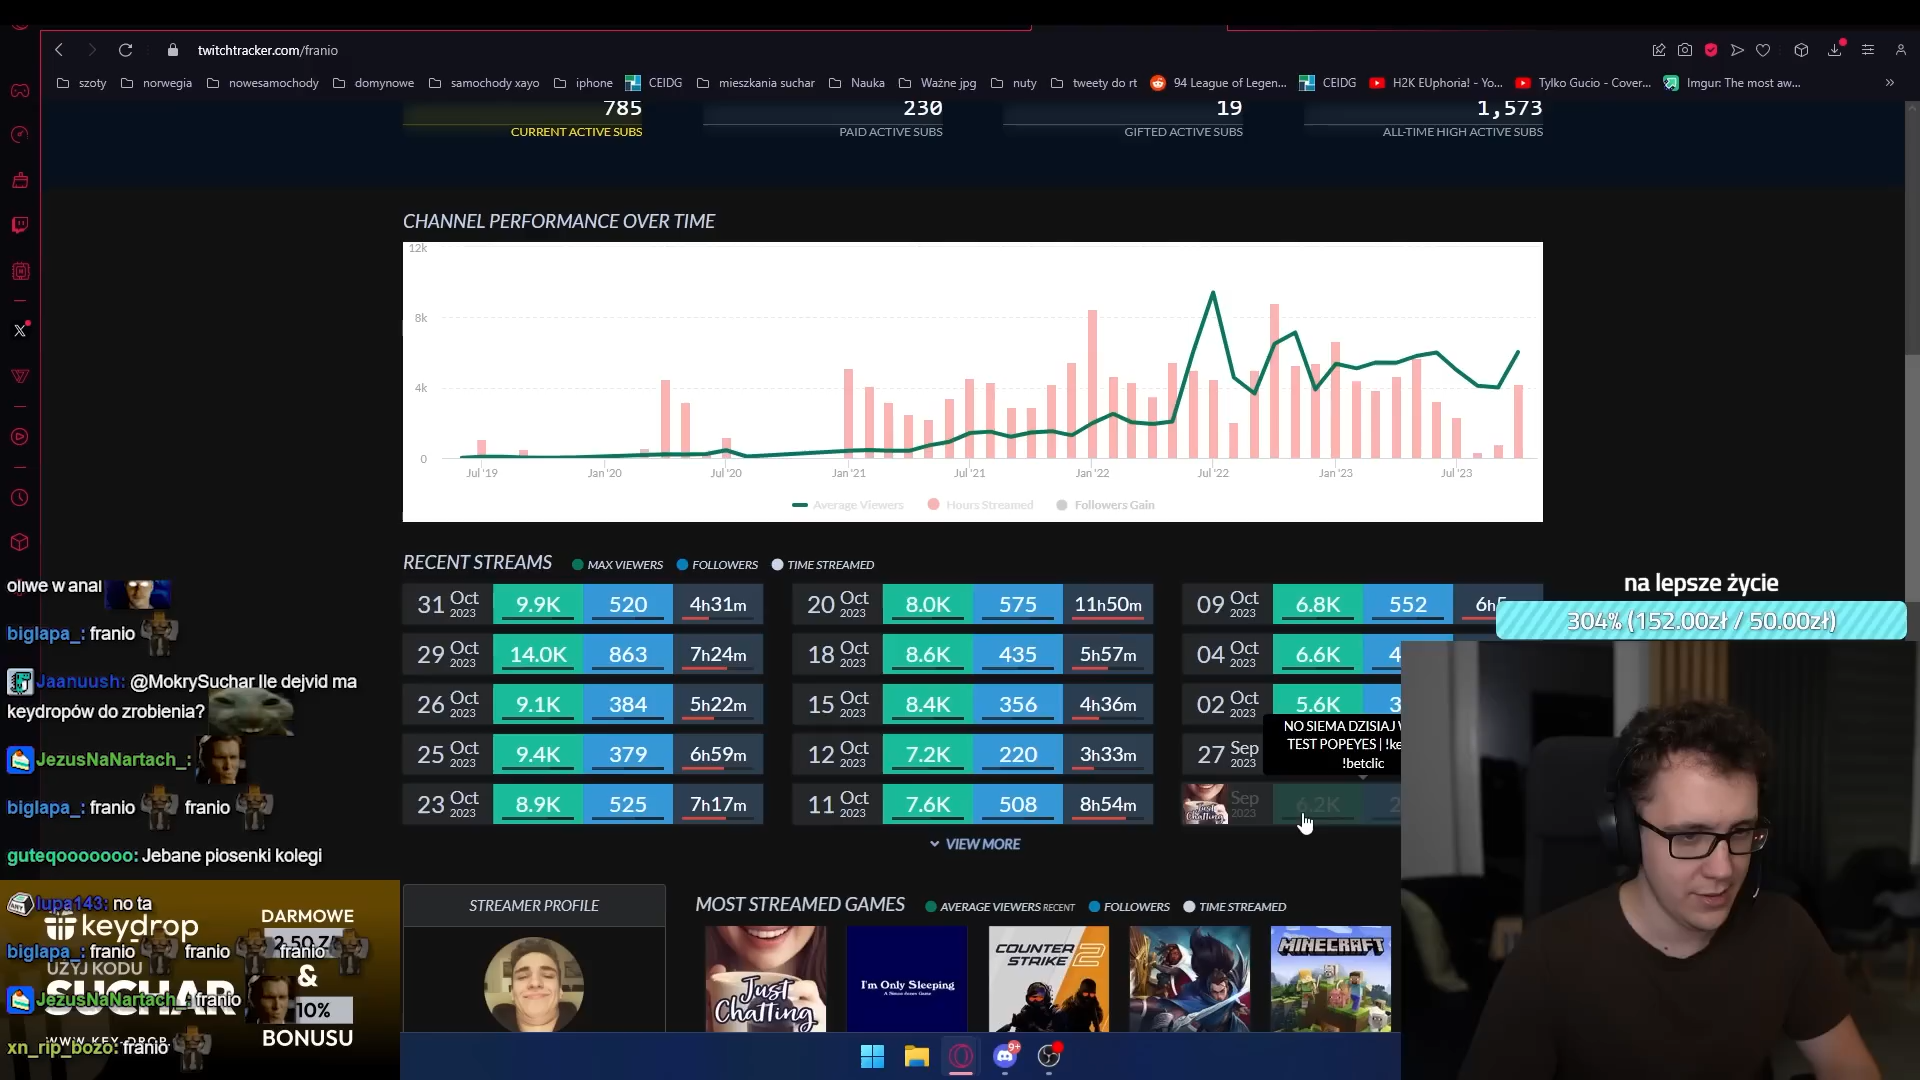 twitchtracker.com/franio
szoty
norwegia
nowesamochody
domynowe
samochody xayo
iphone
CEIDG
mieszkania suchar
Nauka
Ważne jpg
nuty
tweety do rt
94 League of Legen...
CEIDG
H2K EUphoria! - Yo...
Tylko Gucio - Cover...
Imgur: The most aw...
785
CURRENT ACTIVE SUBS
230
PAID ACTIVE SUBS
19
GIFTED ACTIVE SUBS
1,573
ALL-TIME HIGH ACTIVE SUBS
CHANNEL PERFORMANCE OVER TIME
12k
8k
4k
0
Jul '19
Jan '20
Jul '20
Jan '21
Jul '21
Jan '22
Jul '22
Jan '23
Jul '23
Average Viewers
Hours Streamed
Followers Gain
RECENT STREAMS
MAX VIEWERS
FOLLOWERS
TIME STREAMED
31 Oct 2023 9.9K 520 4h31m
29 Oct 2023 14.0K 863 7h24m
26 Oct 2023 9.1K 384 5h22m
25 Oct 2023 9.4K 379 6h59m
23 Oct 2023 8.9K 525 7h17m
20 Oct 2023 8.0K 575 11h50m
18 Oct 2023 8.6K 435 5h57m
15 Oct 2023 8.4K 356 4h36m
12 Oct 2023 7.2K 220 3h33m
11 Oct 2023 7.6K 508 8h54m
09 Oct 2023 6.8K 552
04 Oct 2023 6.6K
02 Oct 2023 5.6K
27 Sep 2023
Sep 2023 6.2K
NO SIEMA DZISIAJ
TEST POPEYES |
!betclic
VIEW MORE
STREAMER PROFILE
MOST STREAMED GAMES
AVERAGE VIEWERS RECENT
FOLLOWERS
TIME STREAMED
Just Chatting
I'm Only Sleeping
COUNTER STRIKE 2
MINECRAFT
na lepsze życie
304% (152.00zł / 50.00zł)
oliwe w anal
biglapa_: franio
Jaanuush: @MokrySuchar Ile dejvid ma
keydropów do zrobienia?
JezusNaNartach_:
biglapa_: franio franio
guteqooooooo: Jebane piosenki kolegi
lupa143: no ta
biglapa_: franio franio franio
JezusNaNartach_: franio
xn_rip_bozo: franio
keydrop
UŻYJ KODU
SUCHAR
WWW.KEY-DROP.
DARMOWE
&
10%
BONUSU
9+